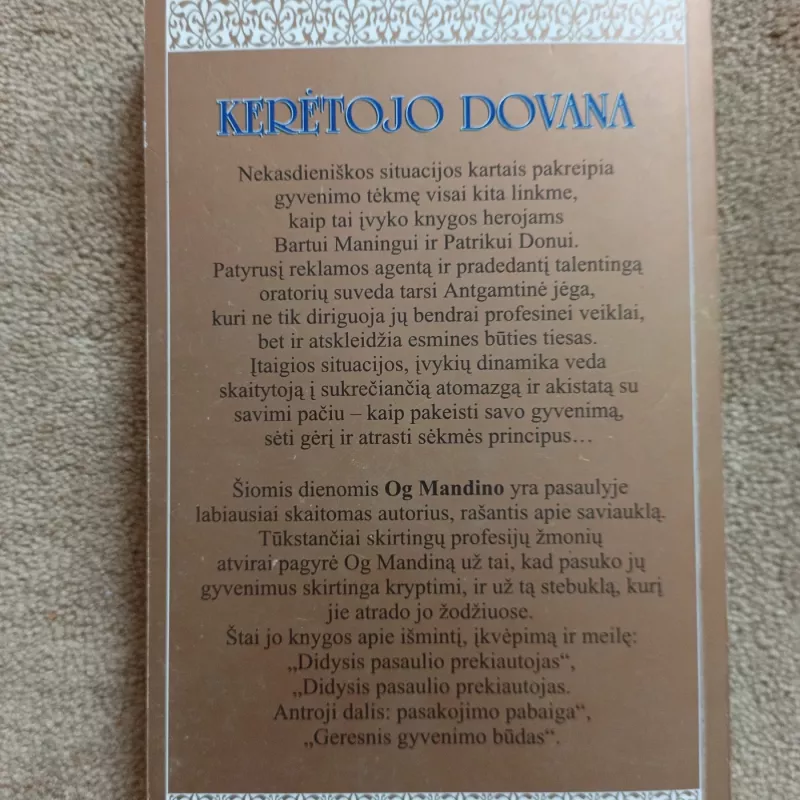 KERĖTOJO DOVANA
Nekasdieniškos situacijos kartais pakreipia
gyvenimo tėkmę visai kita linkme,
kaip tai įvyko knygos herojams
Bartui Maningui ir Patrikui Donui.
Patyrusį reklamos agentą ir pradedantį talentingą
oratorių suveda tarsi Antgamtinė jėga,
kuri ne tik diriguoja jų bendrai profesinei veiklai,
bet ir atskleidžia esmines būties tiesas.
Įtaigios situacijos, įvykių dinamika veda
skaitytoją į sukrečiančią atomazgą ir akistatą su
savimi pačiu – kaip pakeisti savo gyvenimą,
sėti gėrį ir atrasti sėkmės principus...
Šiomis dienomis Og Mandino yra pasaulyje
labiausiai skaitomas autorius, rašantis apie saviauklą.
Tūkstančiai skirtingų profesijų žmonių
atvirai pagyrė Og Mandiną už tai, kad pasuko jų
gyvenimus skirtinga kryptimi, ir už tą stebuklą, kurį
jie atrado jo žodžiuose.
Štai jo knygos apie išmintį, įkvėpimą ir meilę:
„Didysis pasaulio prekiautojas“,
„Didysis pasaulio prekiautojas.
Antroji dalis: pasakojimo pabaiga“,
„Geresnis gyvenimo būdas“.